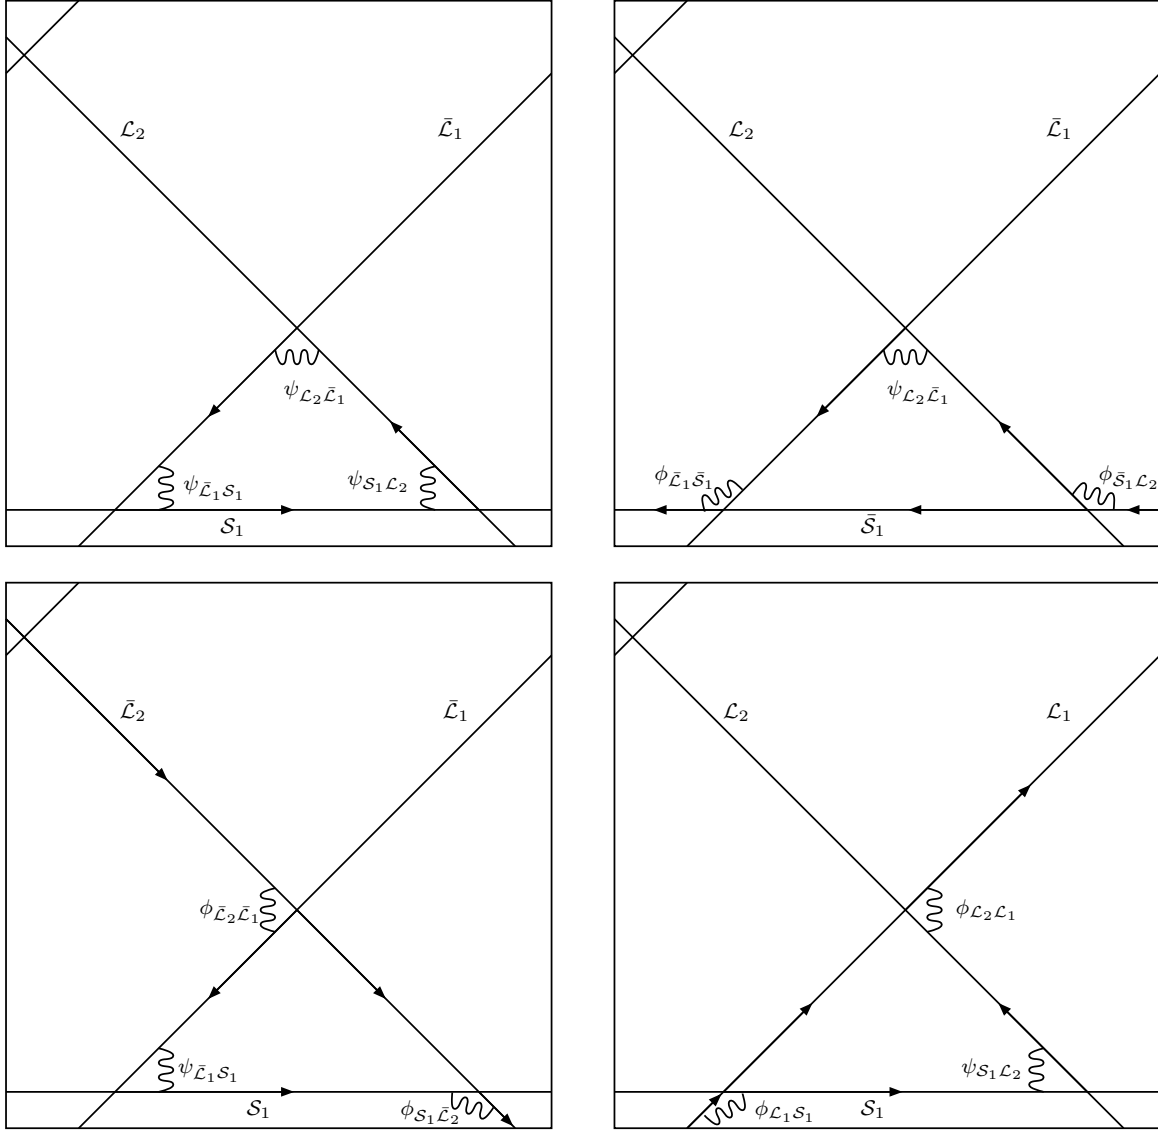 𝓛₂ 𝓛̄₁
ψ_{𝓛₂𝓛̄₁}
ψ_{𝓛̄₁𝓢₁} ψ_{𝓢₁𝓛₂}
𝓢₁
𝓛₂ 𝓛̄₁
ψ_{𝓛₂𝓛̄₁}
ϕ_{𝓛̄₁𝓢̄₁} ϕ_{𝓢̄₁𝓛₂}
𝓢̄₁
𝓛̄₂ 𝓛̄₁
ϕ_{𝓛̄₂𝓛̄₁}
ψ_{𝓛̄₁𝓢₁}
𝓢₁ ϕ_{𝓢₁𝓛̄₂}
𝓛₂ 𝓛₁
ϕ_{𝓛₂𝓛₁}
ψ_{𝓢₁𝓛₂}
ϕ_{𝓛₁𝓢₁} 𝓢₁